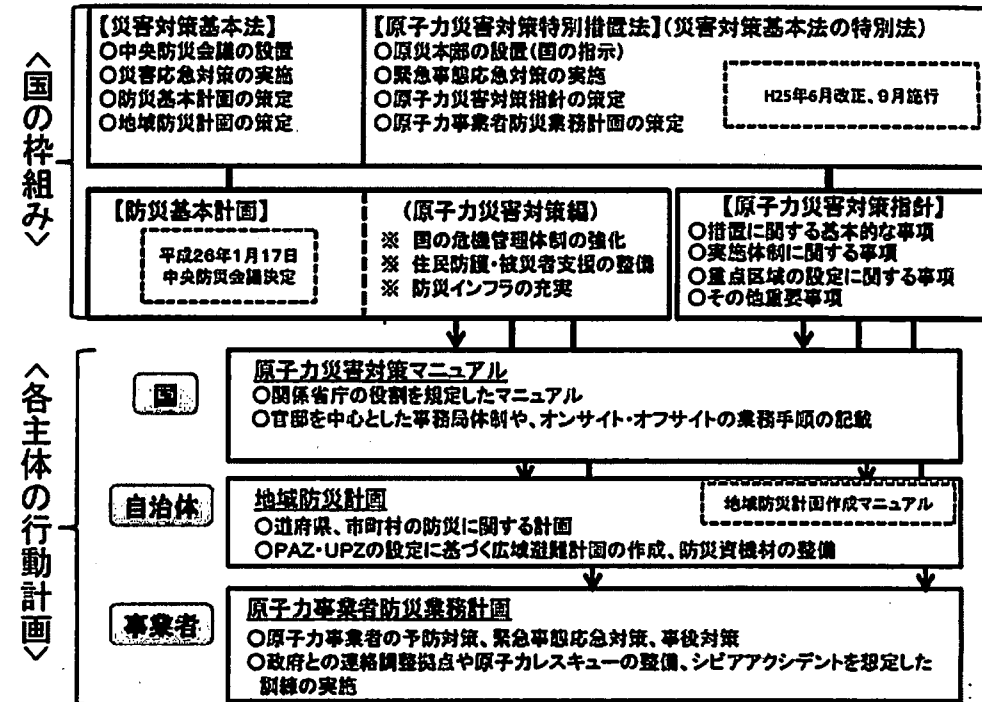 〈国の枠組み〉
【災害対策基本法】
○中央防災会議の設置
○災害応急対策の実施
○防災基本計画の策定
○地域防災計画の策定
【原子力災害対策特別措置法】(災害対策基本法の特別法)
○原災本部の設置(国の指示)
○緊急事態応急対策の実施
○原子力災害対策指針の策定
○原子力事業者防災業務計画の策定
H25年6月改正、9月施行
【防災基本計画】
平成26年1月17日
中央防災会議決定
(原子力災害対策編)
※ 国の危機管理体制の強化
※ 住民防護・被災者支援の整備
※ 防災インフラの充実
【原子力災害対策指針】
○措置に関する基本的な事項
○実施体制に関する事項
○重点区域の設定に関する事項
○その他重要事項
〈各主体の行動計画〉
国
原子力災害対策マニュアル
○関係省庁の役割を規定したマニュアル
○官邸を中心とした事務局体制や、オンサイト・オフサイトの業務手順の記載
自治体
地域防災計画
○道府県、市町村の防災に関する計画
○PAZ・UPZの設定に基づく広域避難計画の作成、防災資機材の整備
地域防災計画作成マニュアル
事業者
原子力事業者防災業務計画
○原子力事業者の予防対策、緊急事態応急対策、事後対策
○政府との連絡調整拠点や原子力レスキューの整備、シビアアクシデントを想定した
訓練の実施